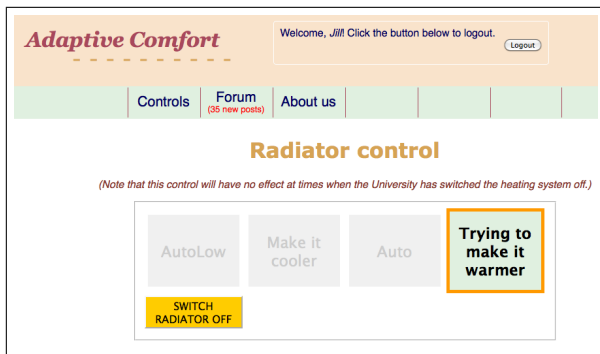 Adaptive Comfort
Welcome, Jill! Click the button below to logout.
Logout
Controls
Forum
(35 new posts)
About us
Radiator control
(Note that this control will have no effect at times when the University has switched the heating system off.)
AutoLow
Make it
cooler
Auto
Trying to
make it
warmer
SWITCH
RADIATOR OFF